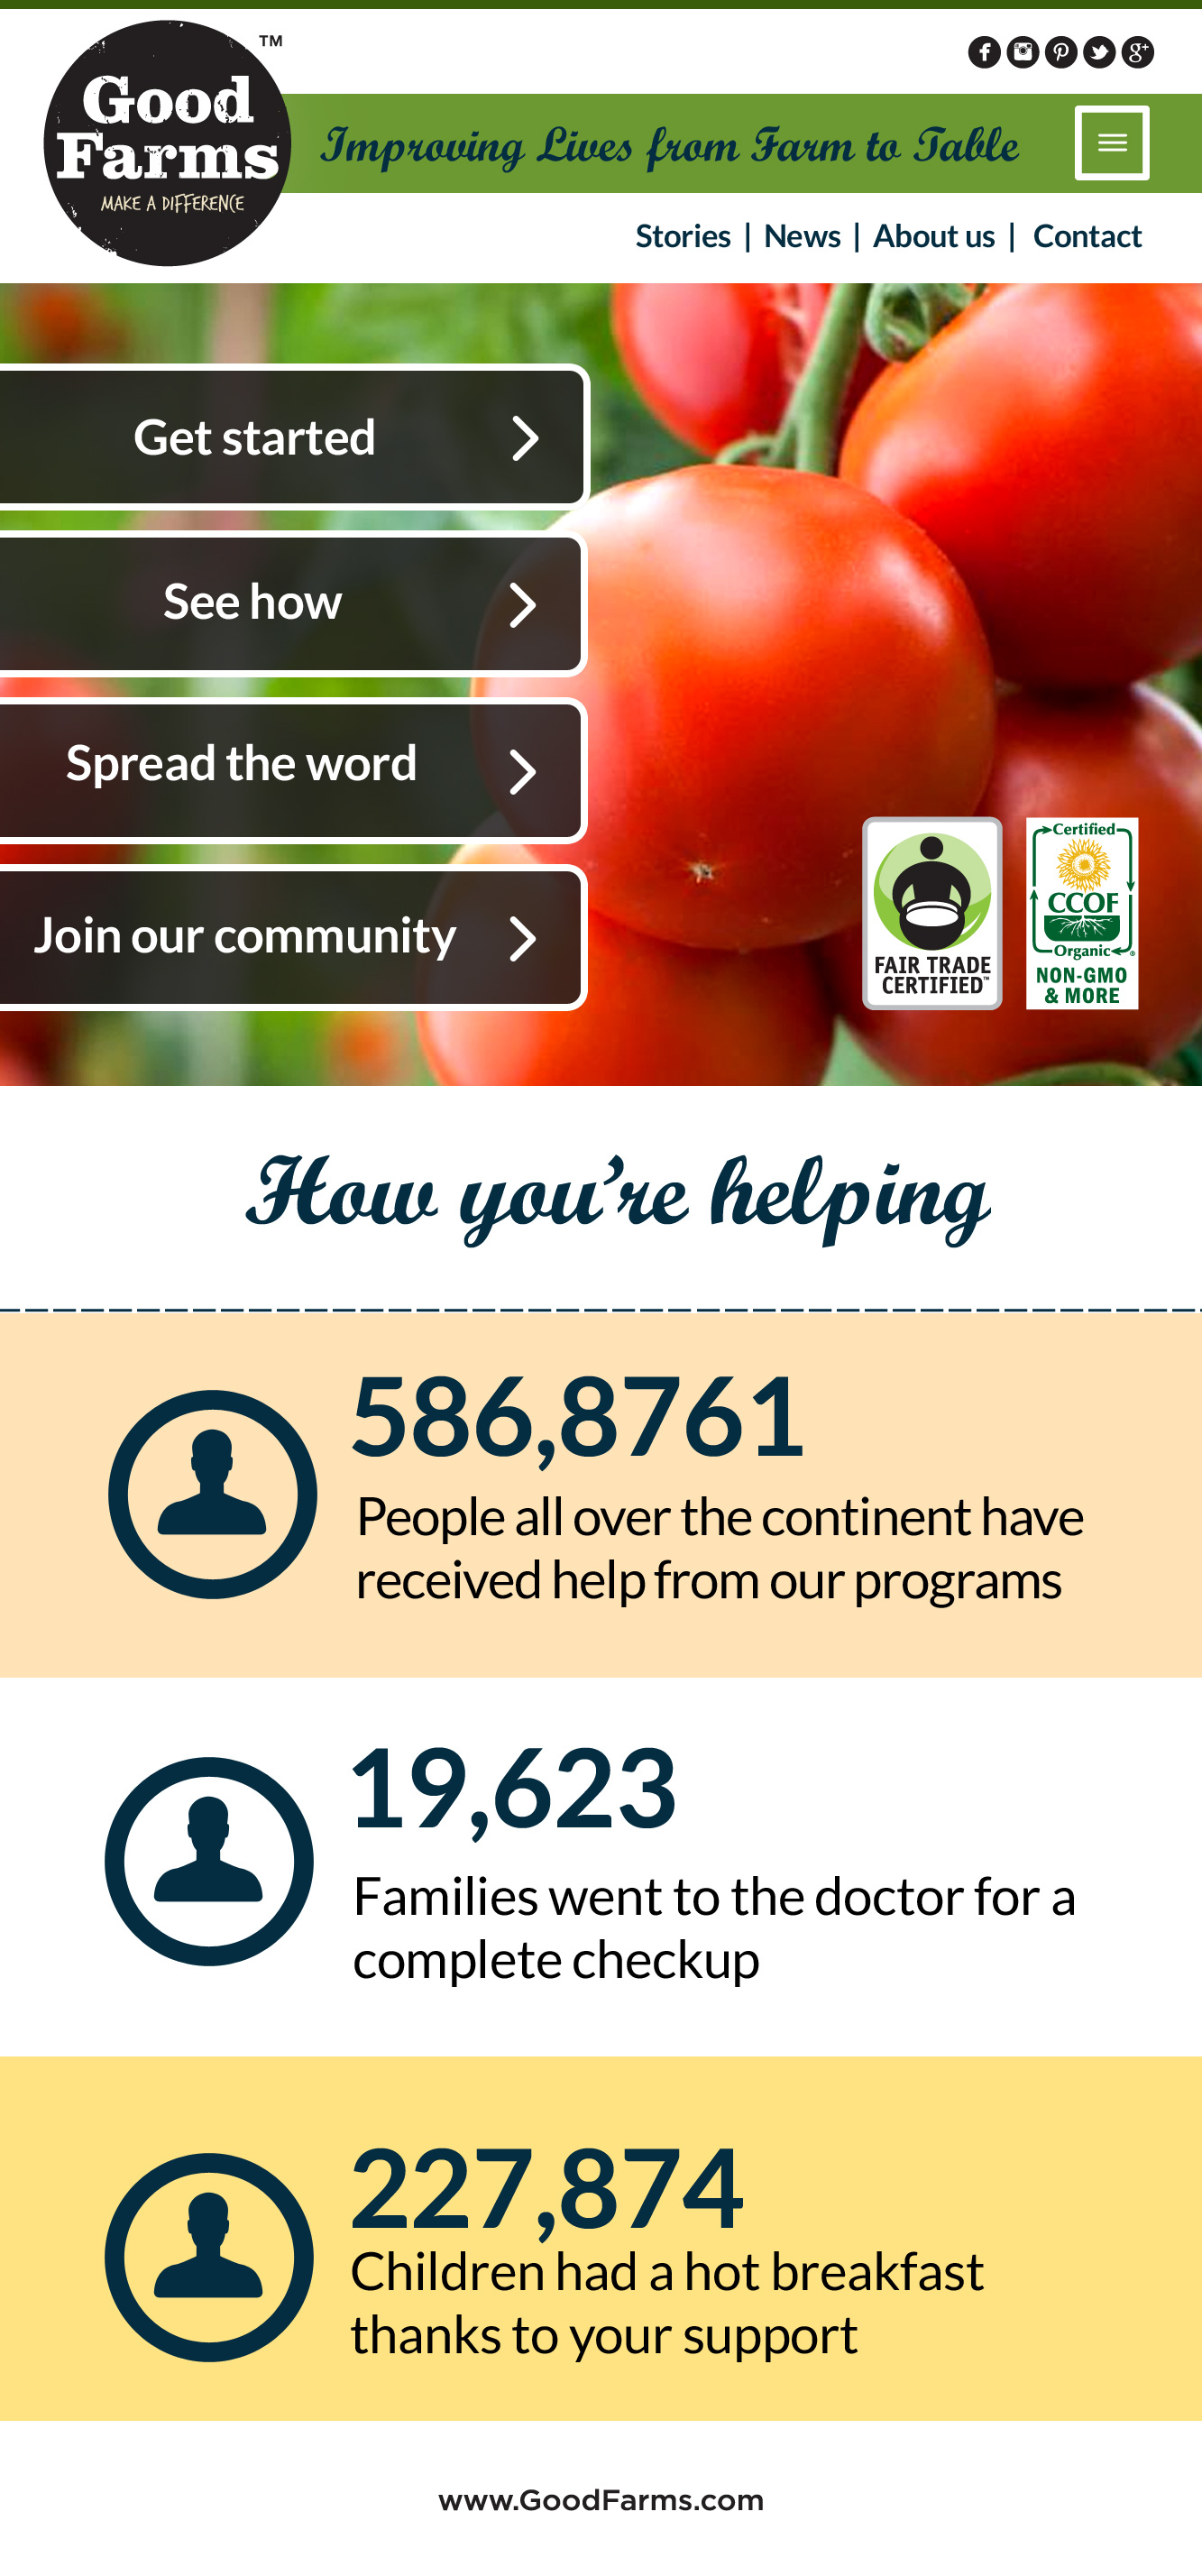 Good
Farms
MAKE A DIFFERENCE
TM
f
g+
Improving Lives from Farm to Table
Stories | News | About us | Contact
Get started
See how
Spread the word
Join our community
FAIR TRADE
CERTIFIED™
Certified
CCOF
Organic®
NON-GMO
& MORE
How you're helping
586,8761
People all over the continent have
received help from our programs
19,623
Families went to the doctor for a
complete checkup
227,874
Children had a hot breakfast
thanks to your support
www.GoodFarms.com